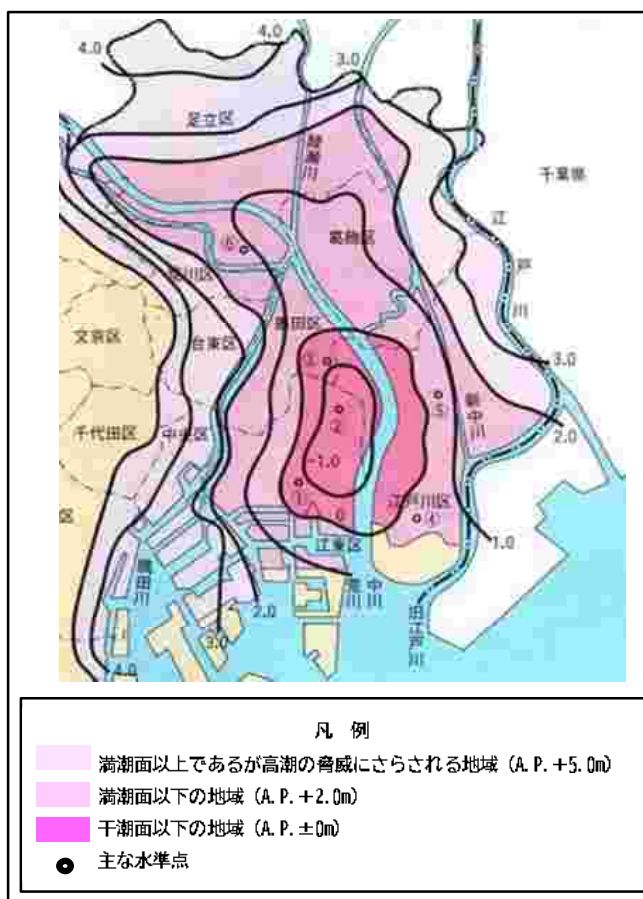 4.0
4.0
3.0
足立区
綾瀬川
千葉県
江戸川
葛飾区
⑥
荒川区
墨田区
文京区
台東区
③
3.0
②
⑤
新中川
千代田区
中央区
2.0
-1.0
①
0
江戸川区
④
区
江東区
1.0
隅田川
荒川
中川
旧江戸川
2.0
3.0
4.0
凡 例
満潮面以上であるが高潮の脅威にさらされる地域 (A.P.+5.0m)
満潮面以下の地域 (A.P.+2.0m)
干潮面以下の地域 (A.P.±0m)
主な水準点